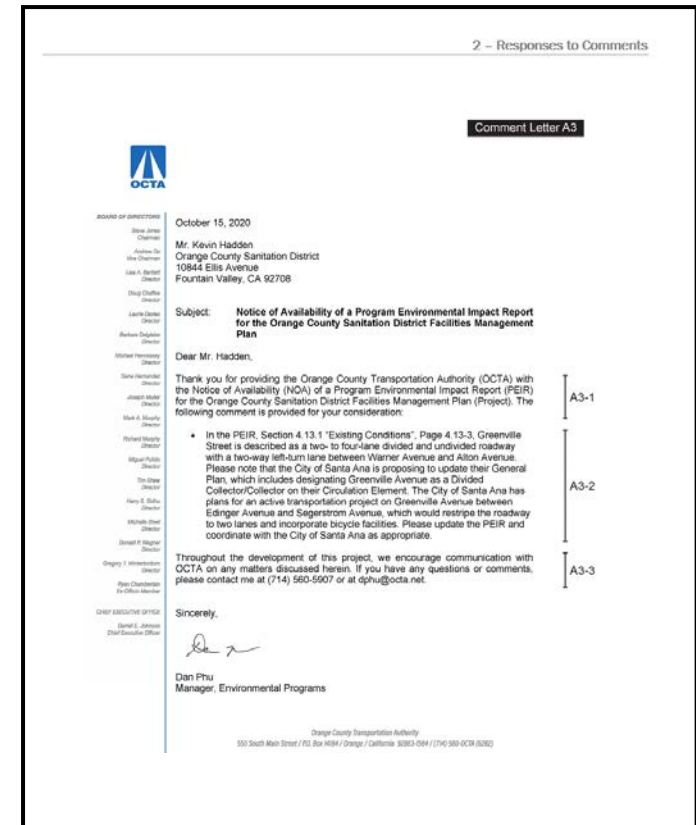 2 – Responses to Comments
Comment Letter A3
OCTA
BOARD OF DIRECTORS
Steve Jones
Chairman
Andrew Do
Vice Chairman
Lisa A. Bartlett
Director
Doug Chaffee
Director
Laurie Davies
Director
Barbara Delgleize
Director
Michael Hennessey
Director
Gene Hernandez
Director
Joseph Muller
Director
Mark A. Murphy
Director
Richard Murphy
Director
Miguel Pulido
Director
Tim Shaw
Director
Harry S. Sidhu
Director
Michelle Steel
Director
Donald P. Wagner
Director
Gregory T. Winterbottom
Director
Ryan Chamberlain
Ex-Officio Member
CHIEF EXECUTIVE OFFICE
Darrell E. Johnson
Chief Executive Officer
October 15, 2020
Mr. Kevin Hadden
Orange County Sanitation District
10844 Ellis Avenue
Fountain Valley, CA 92708
Subject: Notice of Availability of a Program Environmental Impact Report
for the Orange County Sanitation District Facilities Management
Plan
Dear Mr. Hadden,
Thank you for providing the Orange County Transportation Authority (OCTA) with
the Notice of Availability (NOA) of a Program Environmental Impact Report (PEIR)
for the Orange County Sanitation District Facilities Management Plan (Project). The
following comment is provided for your consideration:
A3-1
• In the PEIR, Section 4.13.1 "Existing Conditions", Page 4.13-3, Greenville
Street is described as a two- to four-lane divided and undivided roadway
with a two-way left-turn lane between Warner Avenue and Alton Avenue.
Please note that the City of Santa Ana is proposing to update their General
Plan, which includes designating Greenville Avenue as a Divided
Collector/Collector on their Circulation Element. The City of Santa Ana has
plans for an active transportation project on Greenville Avenue between
Edinger Avenue and Segerstrom Avenue, which would restripe the roadway
to two lanes and incorporate bicycle facilities. Please update the PEIR and
coordinate with the City of Santa Ana as appropriate.
A3-2
Throughout the development of this project, we encourage communication with
OCTA on any matters discussed herein. If you have any questions or comments,
please contact me at (714) 560-5907 or at dphu@octa.net.
A3-3
Sincerely,
Dan Phu
Manager, Environmental Programs
Orange County Transportation Authority
550 South Main Street / P.O. Box 14184 / Orange / California 92863-1584 / (714) 560-OCTA (6282)